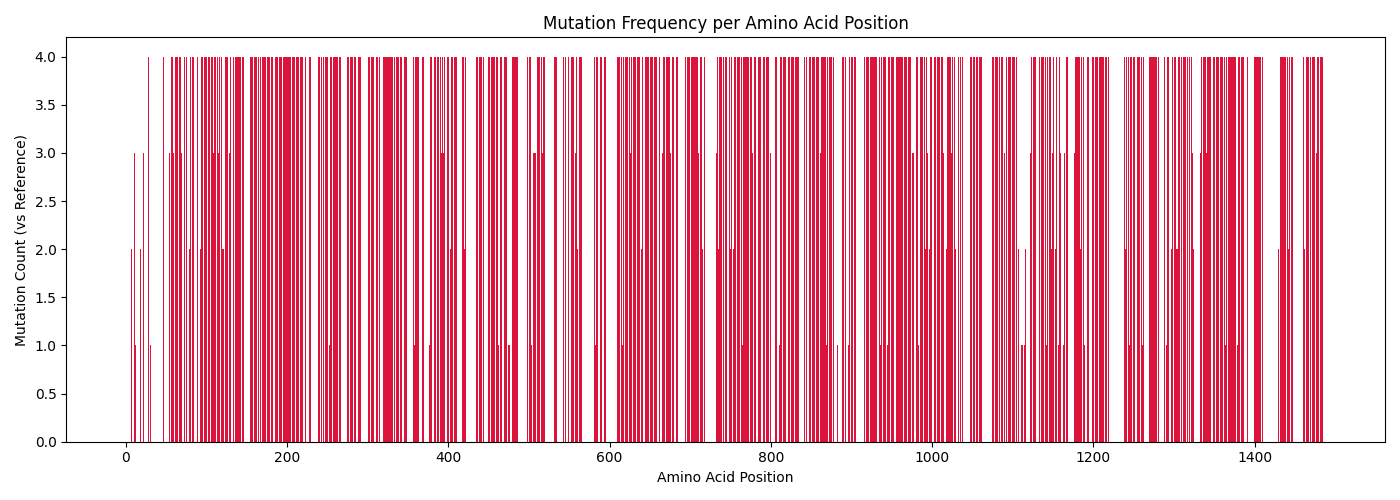 Mutation Frequency per Amino Acid Position
Mutation Count (vs Reference)
4.0
3.5
3.0
2.5
2.0
1.5
1.0
0.5
0.0
0 200 400 600 800 1000 1200 1400
Amino Acid Position